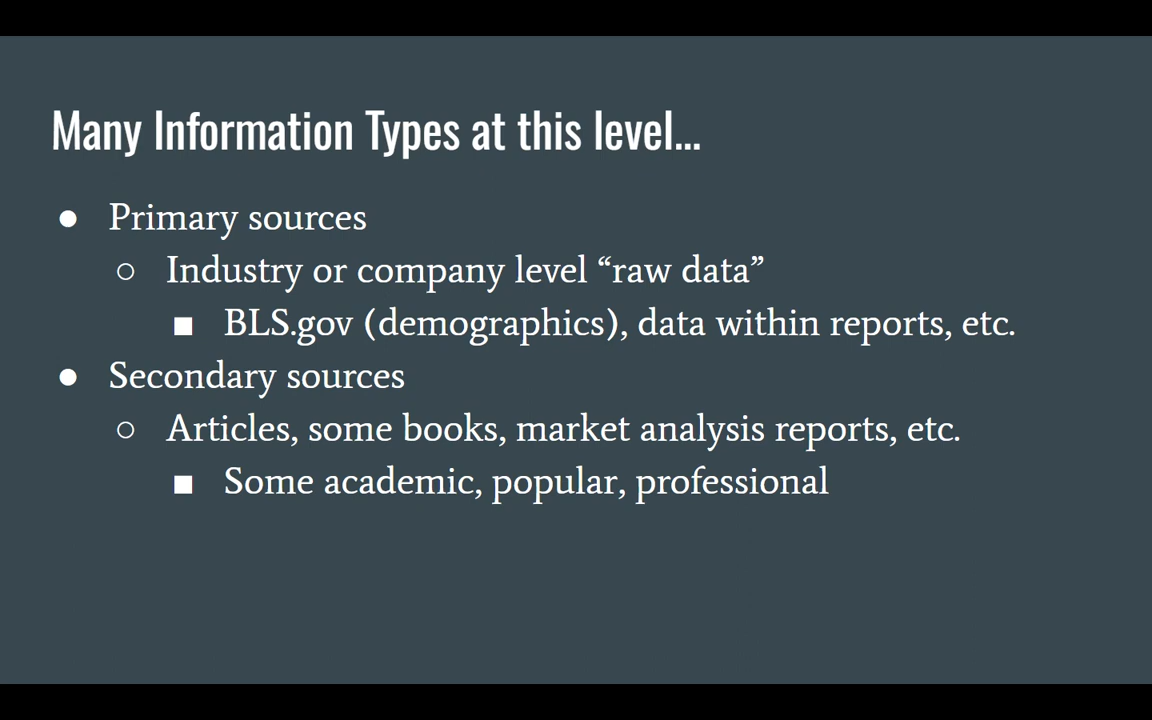 Many Information Types at this level...
● Primary sources
○ Industry or company level “raw data”
■ BLS.gov (demographics), data within reports, etc.
● Secondary sources
○ Articles, some books, market analysis reports, etc.
■ Some academic, popular, professional